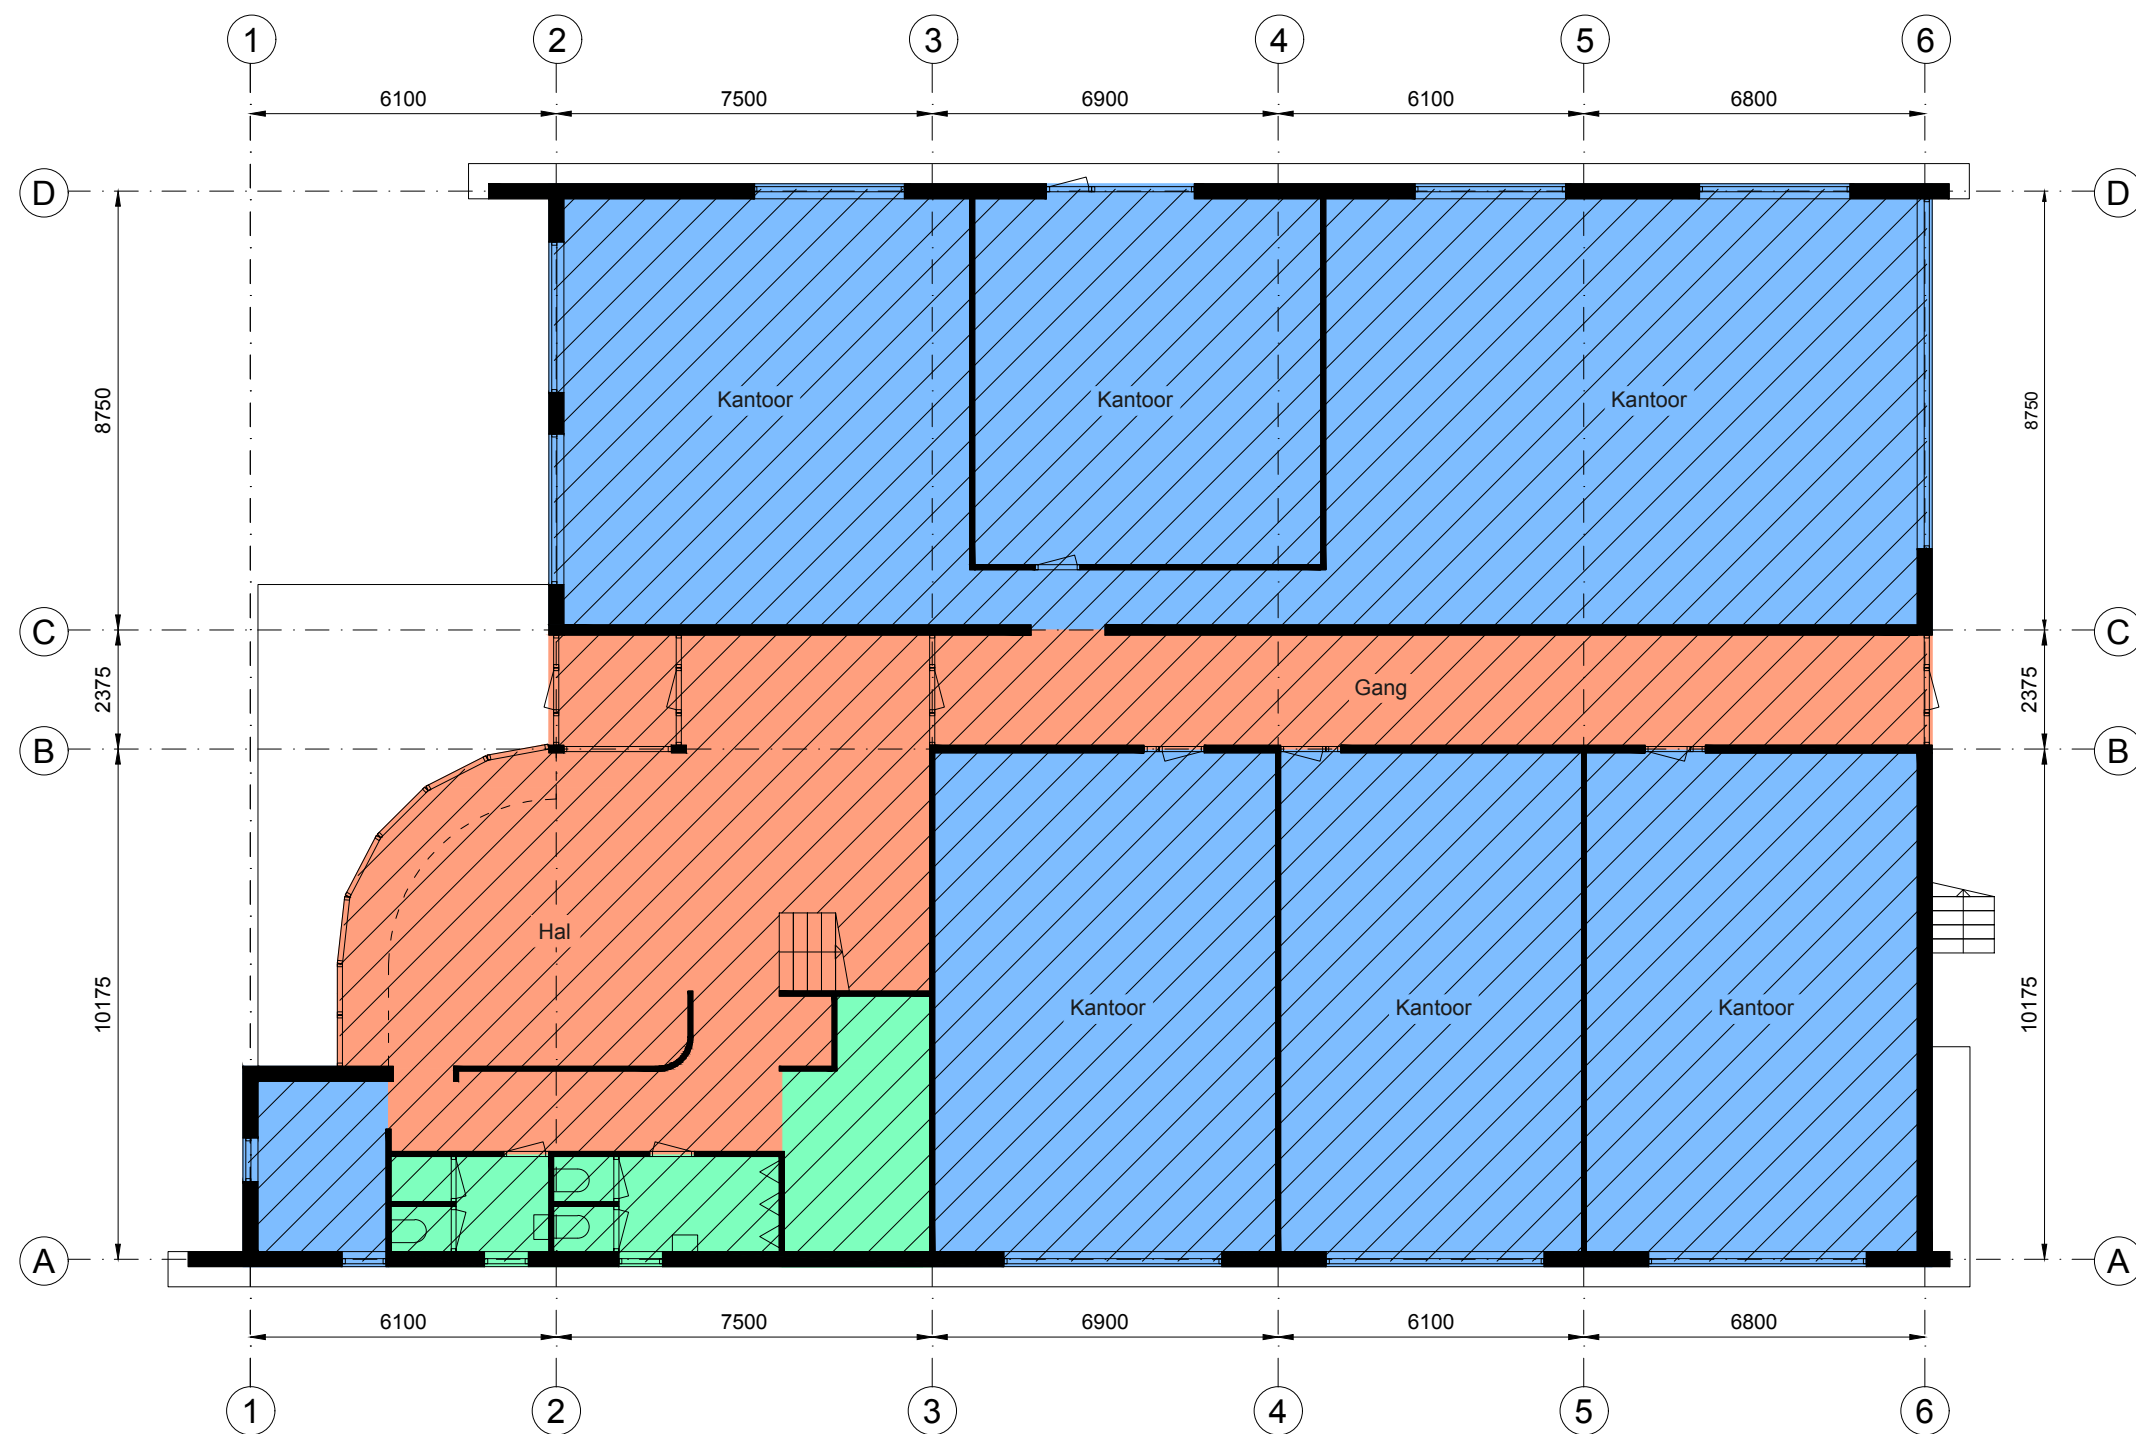 1 2 3 4 5 6
6100 7500 6900 6100 6800
D D
8750 8750
Kantoor Kantoor Kantoor
C C
2375 Gang 2375
B B
Hal
10175 Kantoor Kantoor Kantoor 10175
A A
6100 7500 6900 6100 6800
1 2 3 4 5 6